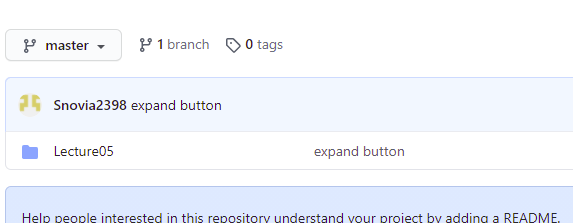 master 1 branch 0 tags
Snovia2398 expand button
Lecture05 expand button
Help people interested in this repository understand your project by adding a README.